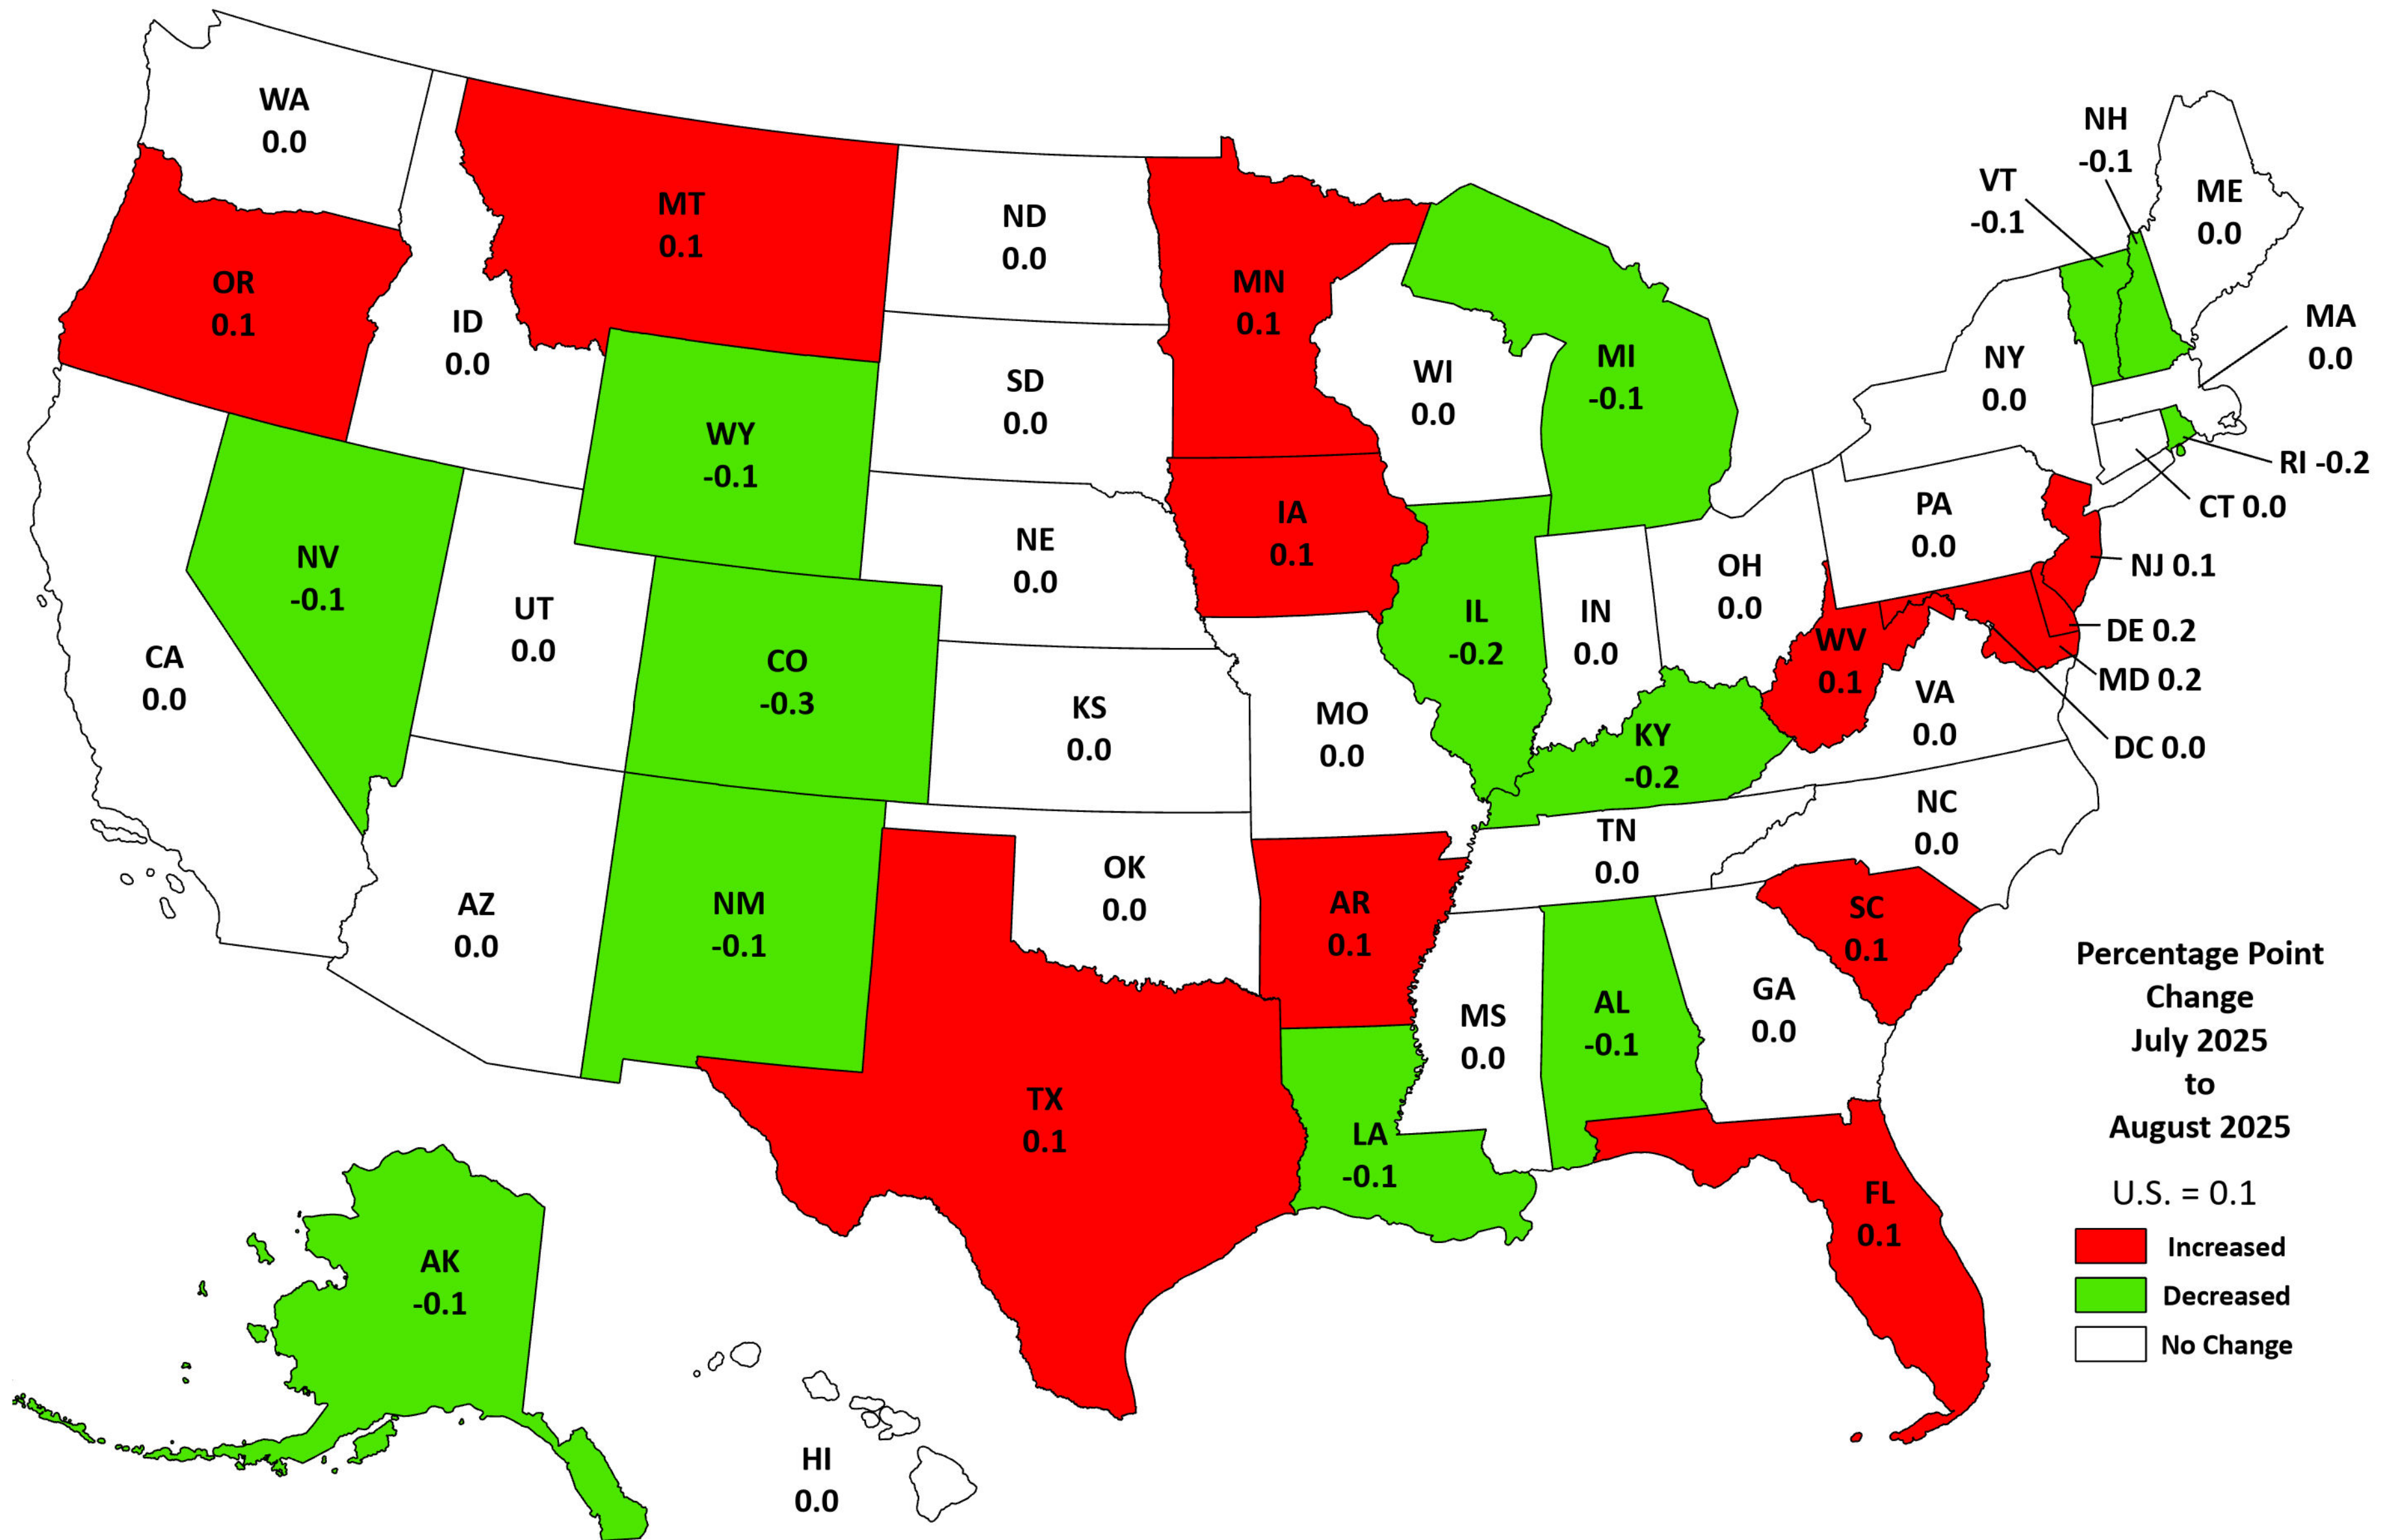 WA
0.0
OR
0.1
MT
0.1
ID
0.0
ND
0.0
MN
0.1
SD
0.0
WI
0.0
MI
-0.1
NH
-0.1
VT
-0.1
ME
0.0
MA
0.0
NY
0.0
RI -0.2
CT 0.0
WY
-0.1
NV
-0.1
UT
0.0
CA
0.0
CO
-0.3
NE
0.0
IA
0.1
IL
-0.2
IN
0.0
OH
0.0
PA
0.0
NJ 0.1
DE 0.2
MD 0.2
DC 0.0
WV
0.1
VA
0.0
KS
0.0
MO
0.0
KY
-0.2
TN
0.0
NC
0.0
AZ
0.0
NM
-0.1
OK
0.0
AR
0.1
SC
0.1
MS
0.0
AL
-0.1
GA
0.0
TX
0.1
LA
-0.1
FL
0.1
AK
-0.1
HI
0.0
Percentage Point
Change
July 2025
to
August 2025
U.S. = 0.1
Increased
Decreased
No Change